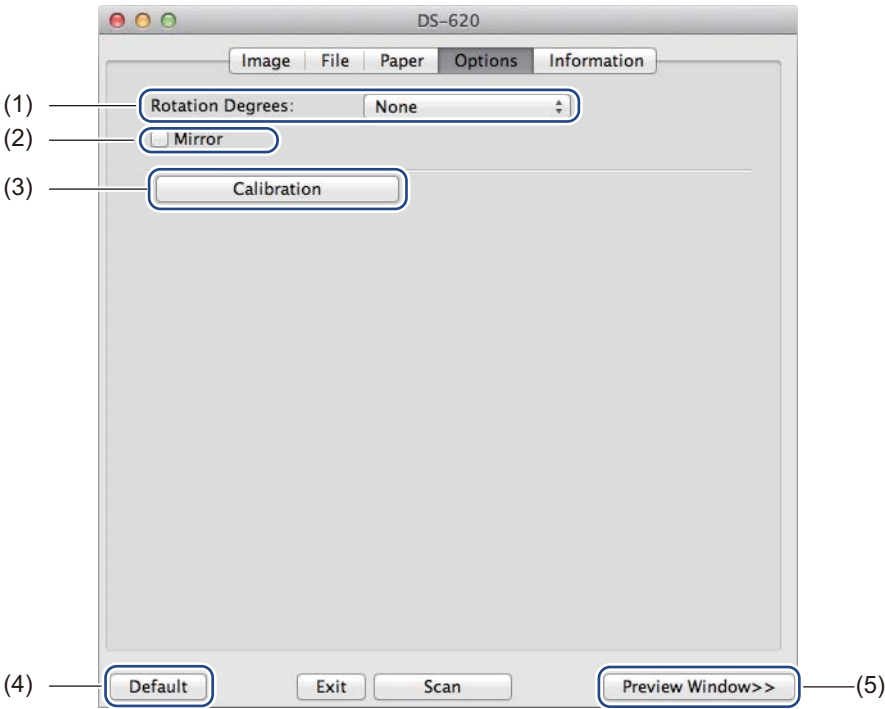 DS-620
Image File Paper Options Information
(1) Rotation Degrees: None
(2) Mirror
(3) Calibration
(4) Default Exit Scan Preview Window>> (5)